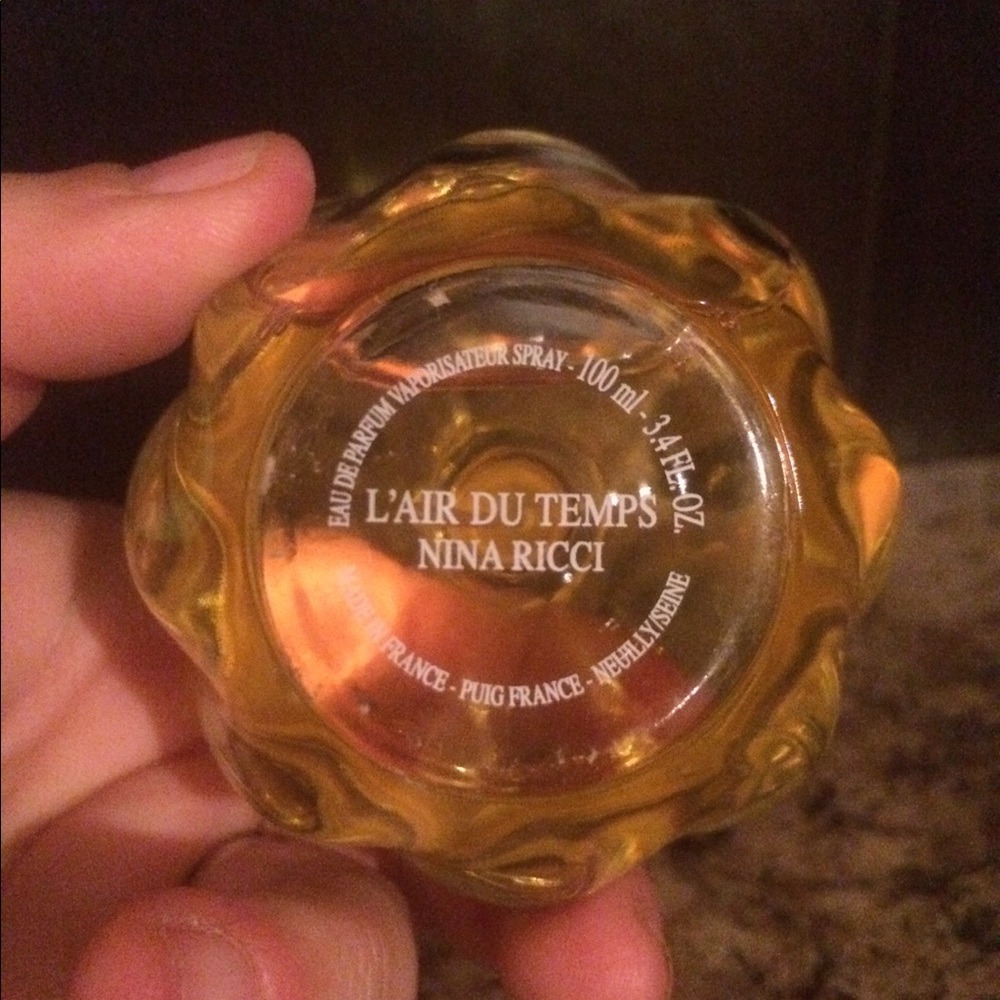 EAU DE PARFUM VAPORISATEUR SPRAY - 100 ml - 3.4 FL. OZ.
L'AIR DU TEMPS
NINA RICCI
MADE IN FRANCE - PUIG FRANCE - NEUILLY/SEINE